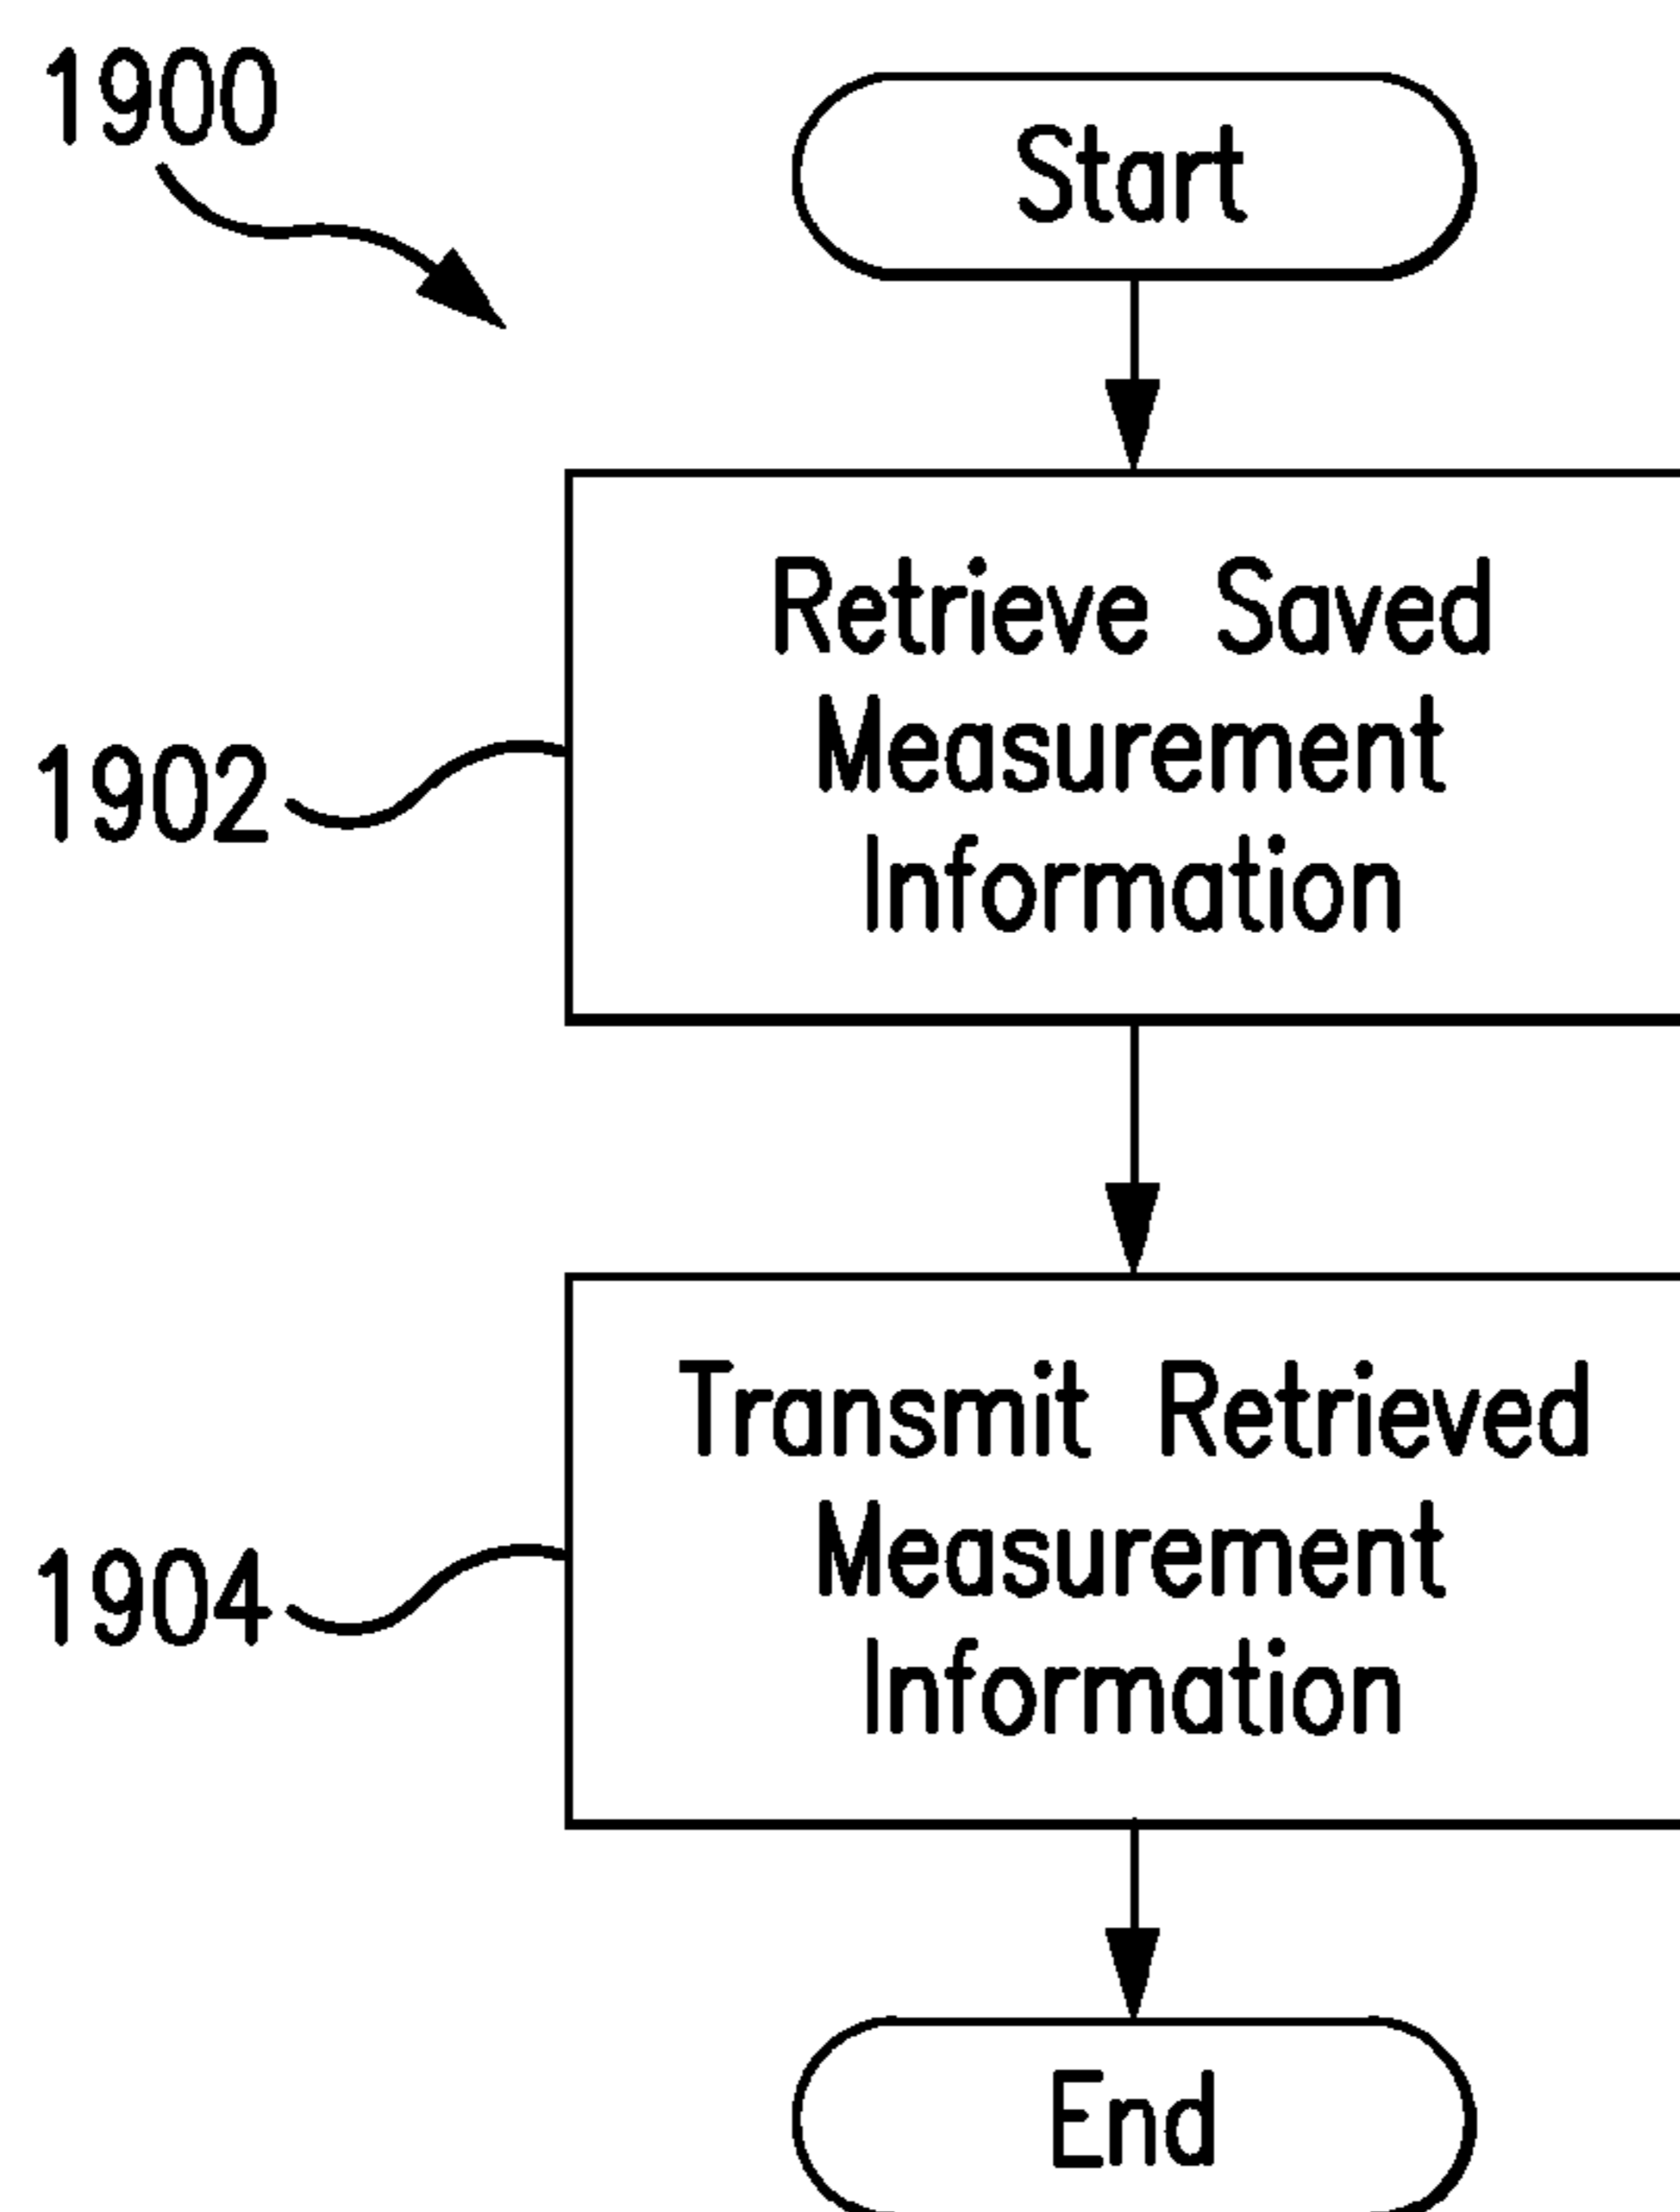 1900
Start
Retrieve Saved
Measurement
Information
1902
Transmit Retrieved
Measurement
Information
1904
End